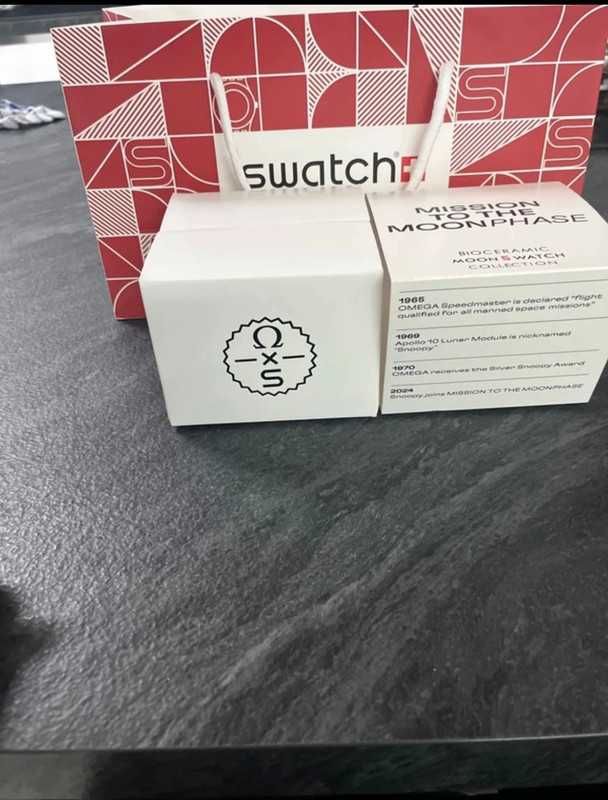 swatch
MISSION
TO THE
MOONPHASE
BIOCERAMIC
MOONSWATCH
COLLECTION
1965
OMEGA Speedmaster is declared "flight
qualified for all manned space missions"
1969
Apollo 10 Lunar Module is nicknamed
"Snoopy"
1970
OMEGA receives the Silver Snoopy Award
2024
Snoopy joins MISSION TO THE MOONPHASE
Ω
x
S